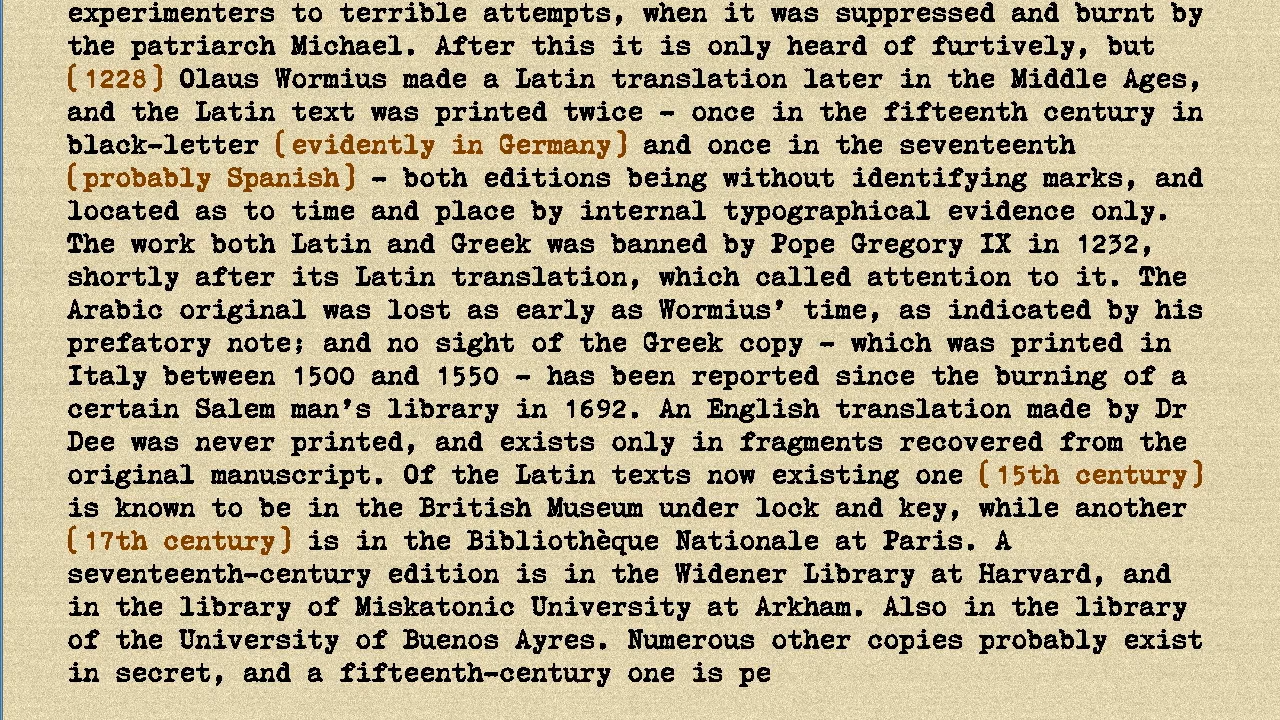 experimenters to terrible attempts, when it was suppressed and burnt by
the patriarch Michael. After this it is only heard of furtively, but
(1228) Olaus Wormius made a Latin translation later in the Middle Ages,
and the Latin text was printed twice – once in the fifteenth century in
black-letter (evidently in Germany) and once in the seventeenth
(probably Spanish) – both editions being without identifying marks, and
located as to time and place by internal typographical evidence only.
The work both Latin and Greek was banned by Pope Gregory IX in 1232,
shortly after its Latin translation, which called attention to it. The
Arabic original was lost as early as Wormius’ time, as indicated by his
prefatory note; and no sight of the Greek copy – which was printed in
Italy between 1500 and 1550 – has been reported since the burning of a
certain Salem man’s library in 1692. An English translation made by Dr
Dee was never printed, and exists only in fragments recovered from the
original manuscript. Of the Latin texts now existing one (15th century)
is known to be in the British Museum under lock and key, while another
(17th century) is in the Bibliothèque Nationale at Paris. A
seventeenth-century edition is in the Widener Library at Harvard, and
in the library of Miskatonic University at Arkham. Also in the library
of the University of Buenos Ayres. Numerous other copies probably exist
in secret, and a fifteenth-century one is pe